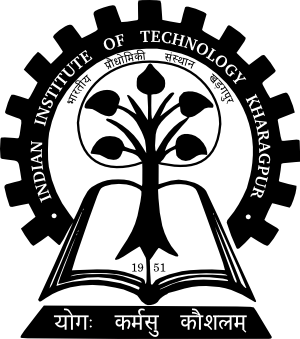 INDIAN INSTITUTE OF TECHNOLOGY KHARAGPUR
भारतीय प्रौद्योगिकी संस्थान खड़गपुर
19 51
योगः कर्मसु कौशलम्